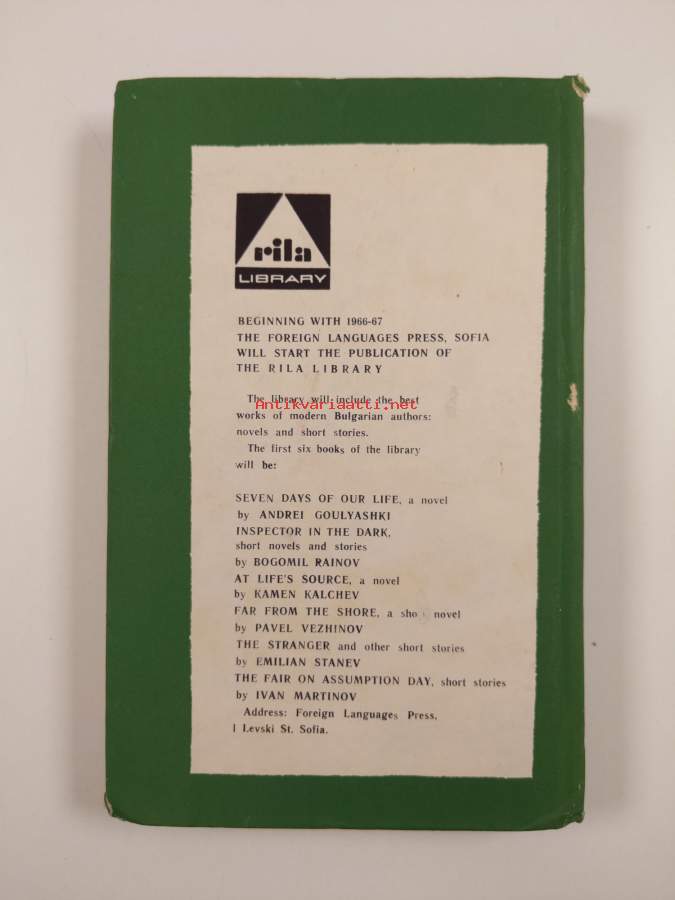 rila
LIBRARY
BEGINNING WITH 1966-67
THE FOREIGN LANGUAGES PRESS, SOFIA
WILL START THE PUBLICATION OF
THE RILA LIBRARY
The library will include the best
Antikvariaatti.net
works of modern Bulgarian authors:
novels and short stories.
The first six books of the library
will be:
SEVEN DAYS OF OUR LIFE, a novel
by ANDREI GOULYASHKI
INSPECTOR IN THE DARK,
short novels and stories
by BOGOMIL RAINOV
AT LIFE'S SOURCE, a novel
by KAMEN KALCHEV
FAR FROM THE SHORE, a novel
by PAVEL VEZHINOV
THE STRANGER and other short stories
by EMILIAN STANEV
THE FAIR ON ASSUMPTION DAY, short stories
by IVAN MARTINOV
Address: Foreign Languages Press,
1 Levski St. Sofia.